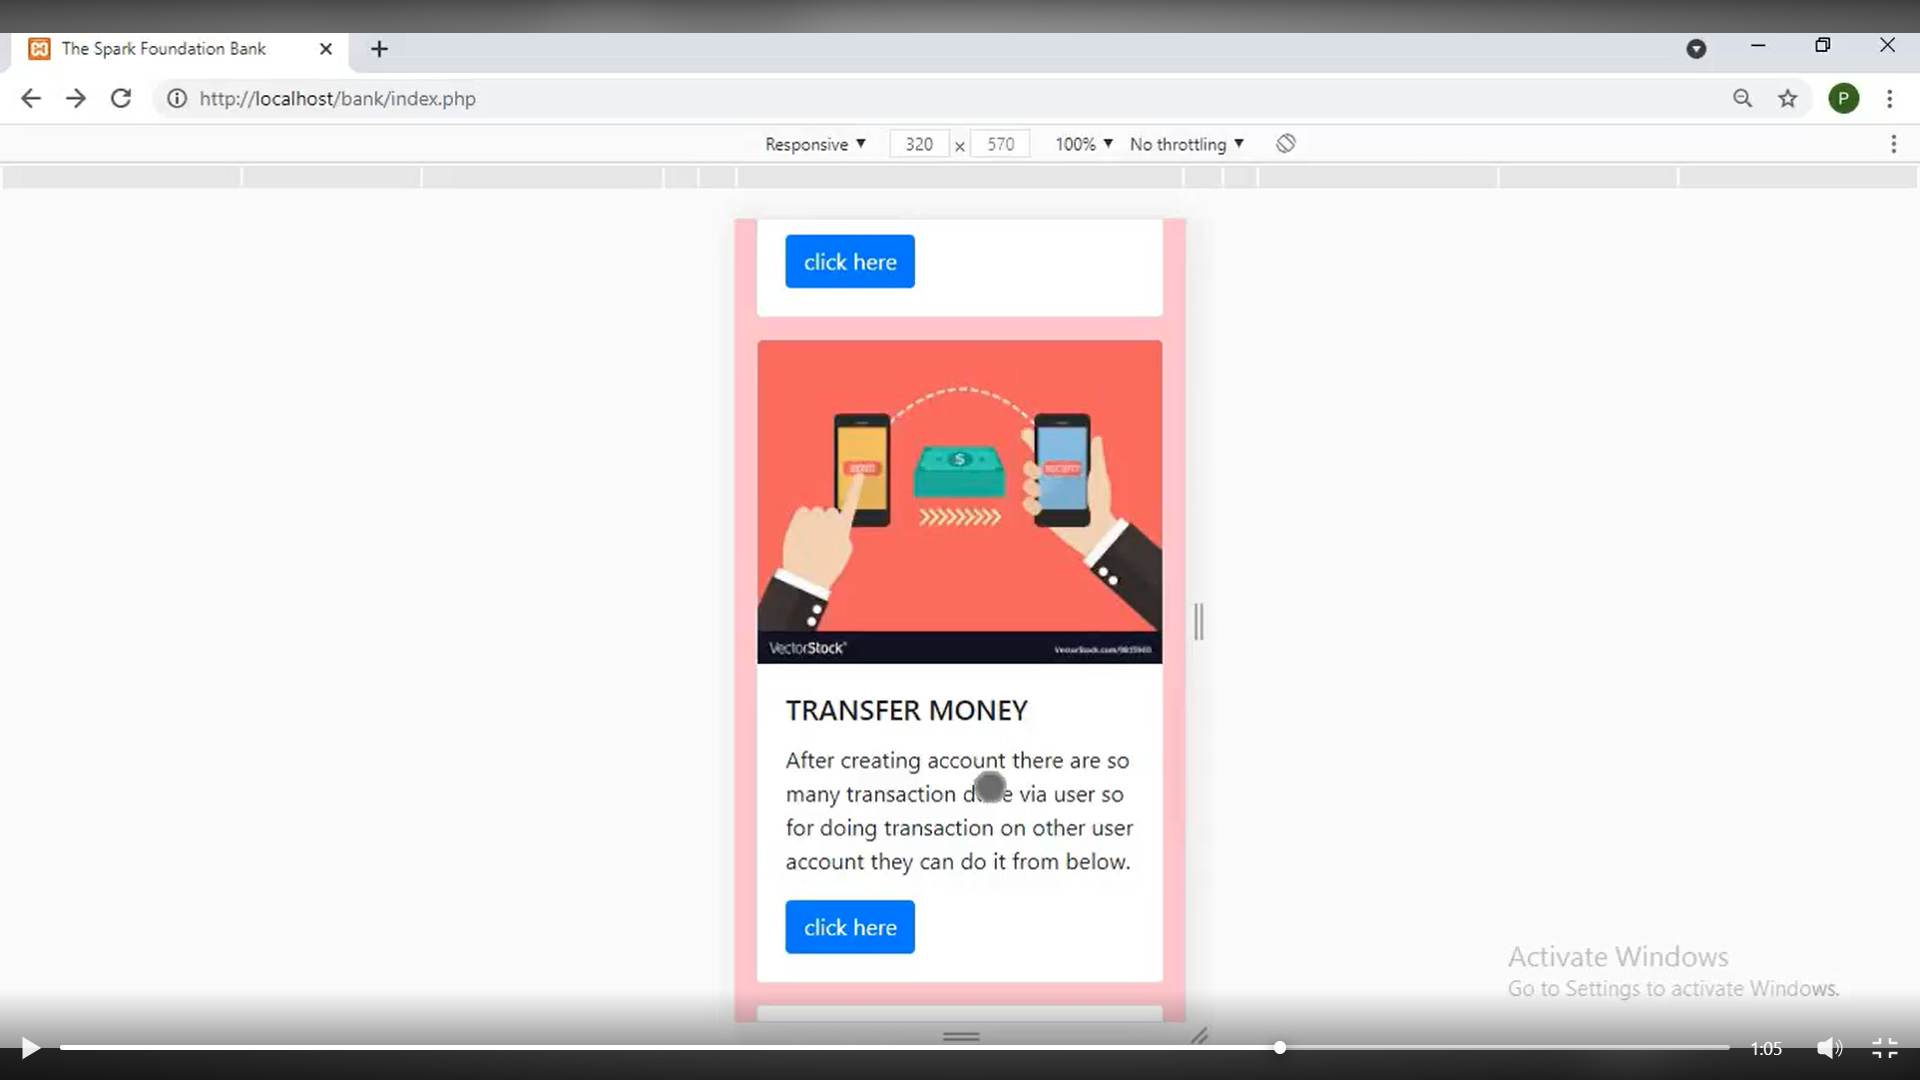 The Spark Foundation Bank
http://localhost/bank/index.php
P
Responsive
320 × 570
100%
No throttling
click here
$
VectorStock
TRANSFER MONEY
After creating account there are so
many transaction via user so
for doing transaction on other user
account they can do it from below.
click here
Activate Windows
Go to Settings to activate Windows.
1:05